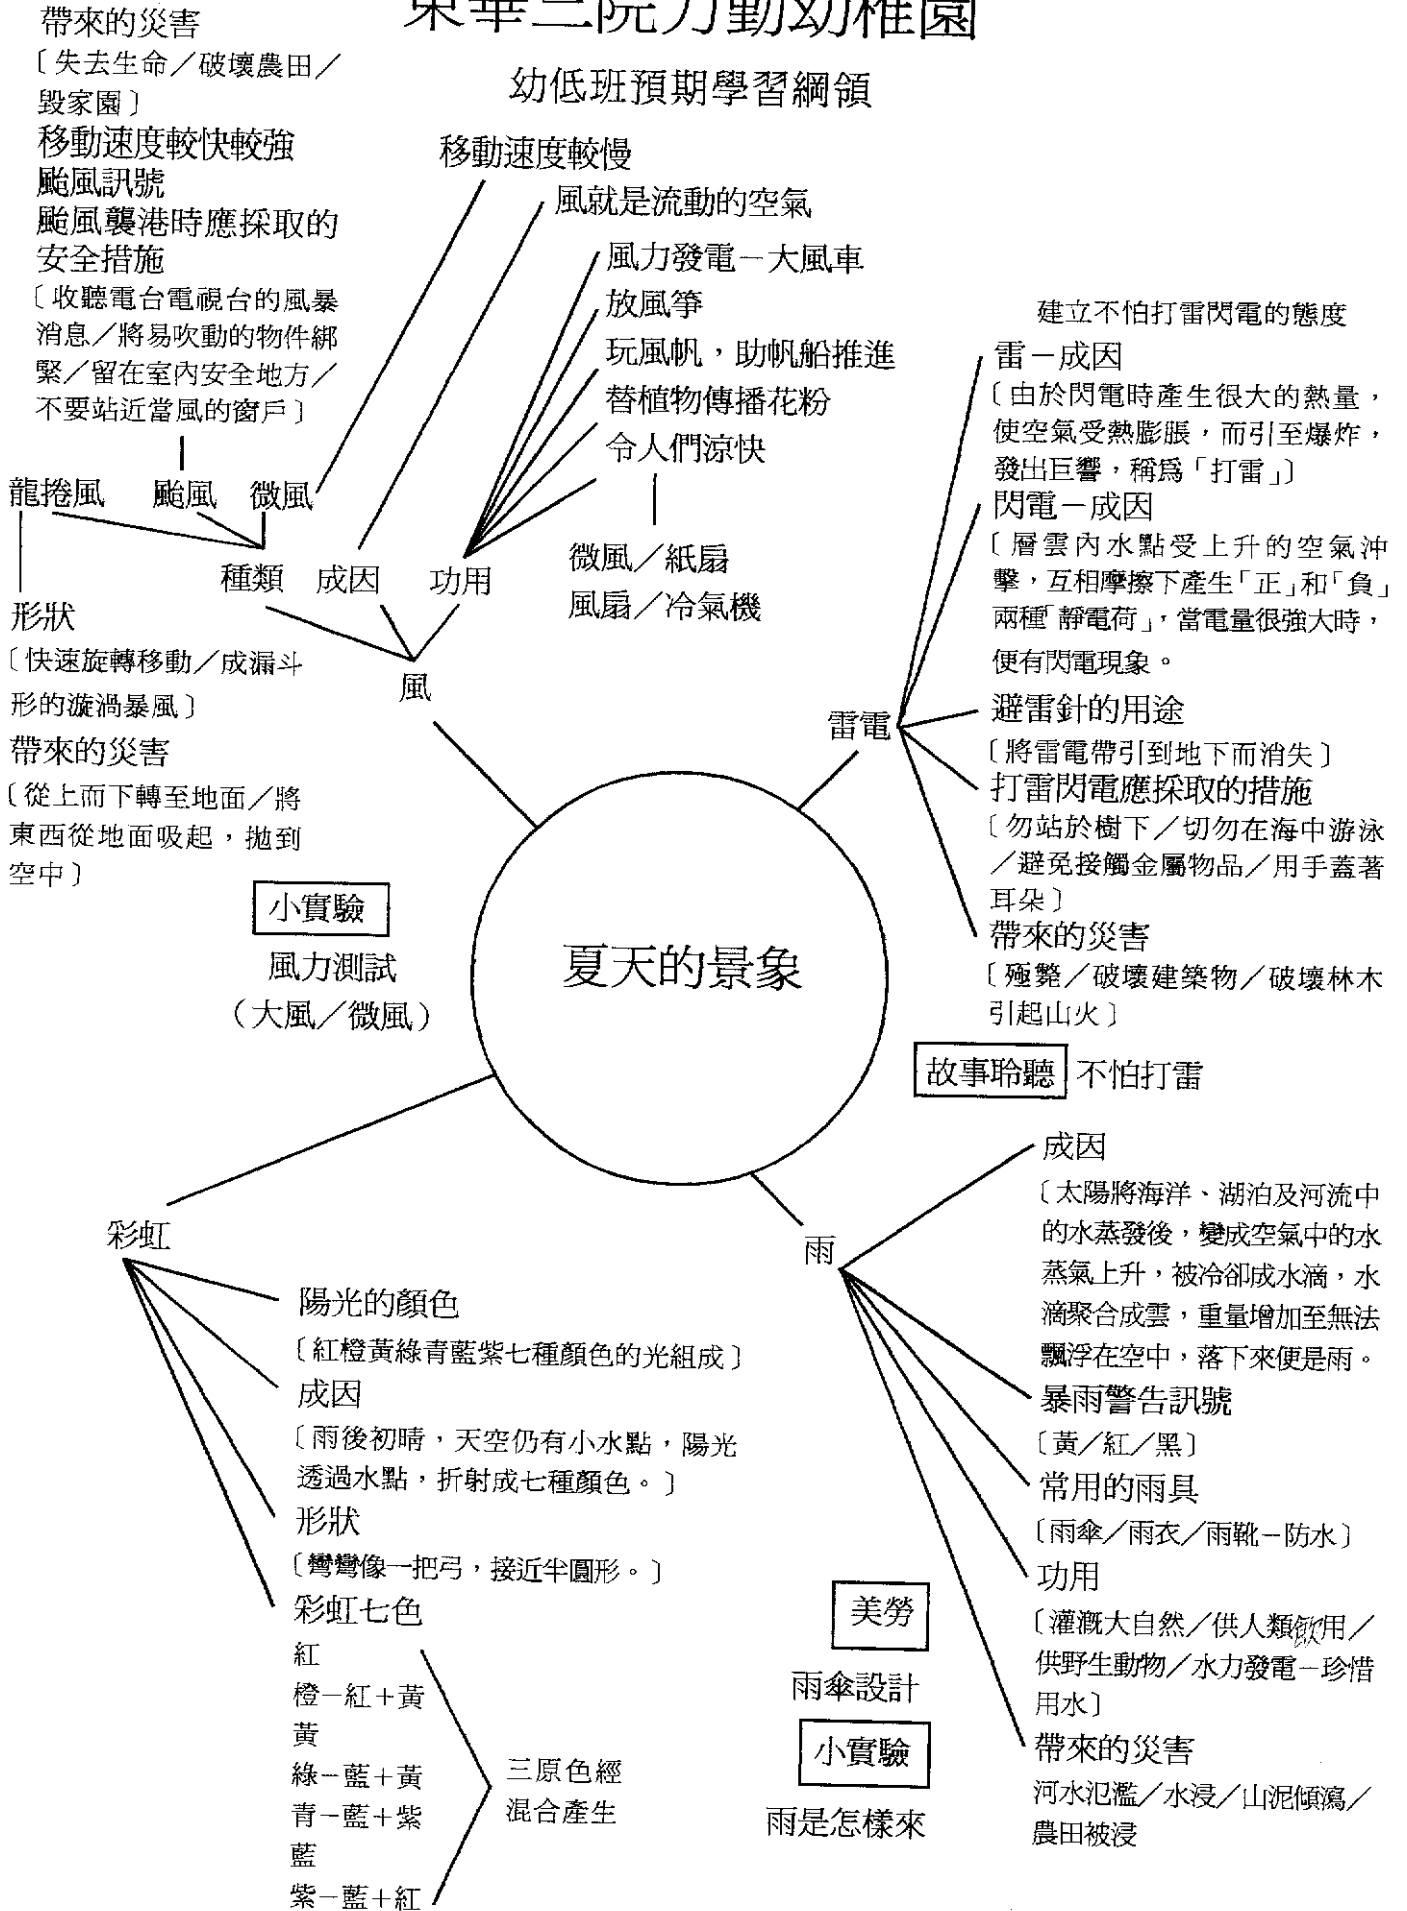 東華三院力勤幼稚園
幼低班預期學習綱領
帶來的災害
〔失去生命／破壞農田／
毀家園〕
移動速度較快較強
颱風訊號
颱風襲港時應採取的
安全措施
〔收聽電台電視台的風暴
消息／將易吹動的物件綁
緊／留在室內安全地方／
不要站近當風的窗戶〕
龍捲風 颱風 微風
移動速度較慢
風就是流動的空氣
風力發電－大風車
放風箏
玩風帆，助帆船推進
替植物傳播花粉
令人們涼快
微風／紙扇
風扇／冷氣機
種類 成因 功用
風
形狀
〔快速旋轉移動／成漏斗
形的漩渦暴風〕
帶來的災害
〔從上而下轉至地面／將
東西從地面吸起，拋到
空中〕
小實驗
風力測試
（大風／微風）
夏天的景象
建立不怕打雷閃電的態度
雷－成因
〔由於閃電時產生很大的熱量，
使空氣受熱膨脹，而引至爆炸，
發出巨響，稱為「打雷」〕
閃電－成因
〔層雲內水點受上升的空氣沖
擊，互相摩擦下產生「正」和「負」
兩種「靜電荷」，當電量很強大時，
便有閃電現象。
雷電
避雷針的用途
〔將雷電帶引到地下而消失〕
打雷閃電應採取的措施
〔勿站於樹下／切勿在海中游泳
／避免接觸金屬物品／用手蓋著
耳朵〕
帶來的災害
〔殛斃／破壞建築物／破壞林木
引起山火〕
故事聆聽 不怕打雷
彩虹
陽光的顏色
〔紅橙黃綠青藍紫七種顏色的光組成〕
成因
〔雨後初晴，天空仍有小水點，陽光
透過水點，折射成七種顏色。〕
形狀
〔彎彎像一把弓，接近半圓形。〕
彩虹七色
紅
橙－紅＋黃
黃
綠－藍＋黃
青－藍＋紫
藍
紫－藍＋紅
三原色經
混合產生
雨
成因
〔太陽將海洋、湖泊及河流中
的水蒸發後，變成空氣中的水
蒸氣上升，被冷卻成水滴，水
滴聚合成雲，重量增加至無法
飄浮在空中，落下來便是雨。
暴雨警告訊號
〔黃／紅／黑〕
常用的雨具
〔雨傘／雨衣／雨靴－防水〕
功用
〔灌溉大自然／供人類飲用／
供野生動物／水力發電－珍惜
用水〕
帶來的災害
河水氾濫／水浸／山泥傾瀉／
農田被浸
美勞
雨傘設計
小實驗
雨是怎樣來